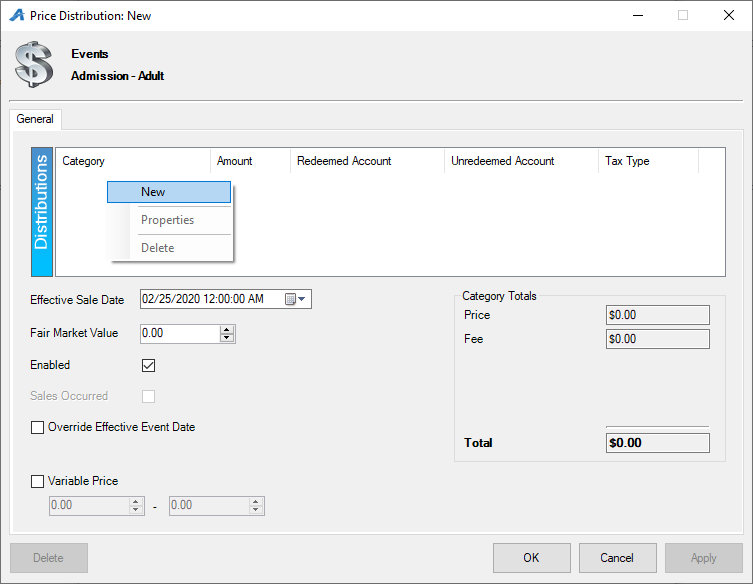 Price Distribution: New
Events
Admission - Adult
General
Distributions
Category Amount Redeemed Account Unredeemed Account Tax Type
New
Properties
Delete
Effective Sale Date 02/25/2020 12:00:00 AM
Fair Market Value 0.00
Enabled
Sales Occurred
Override Effective Event Date
Variable Price
0.00 - 0.00
Category Totals
Price $0.00
Fee $0.00
Total $0.00
Delete OK Cancel Apply